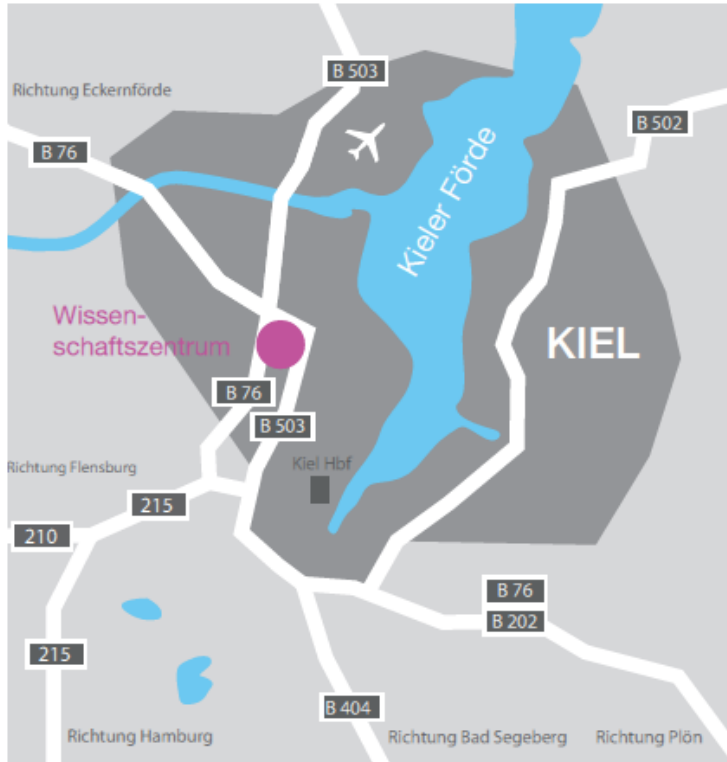 B 503
Richtung Eckernförde
B 502
B 76
Kieler Förde
Wissen-
schaftszentrum
KIEL
B 76
B 503
Kiel Hbf
Richtung Flensburg
215
210
B 76
B 202
215
B 404
Richtung Hamburg
Richtung Bad Segeberg
Richtung Plön